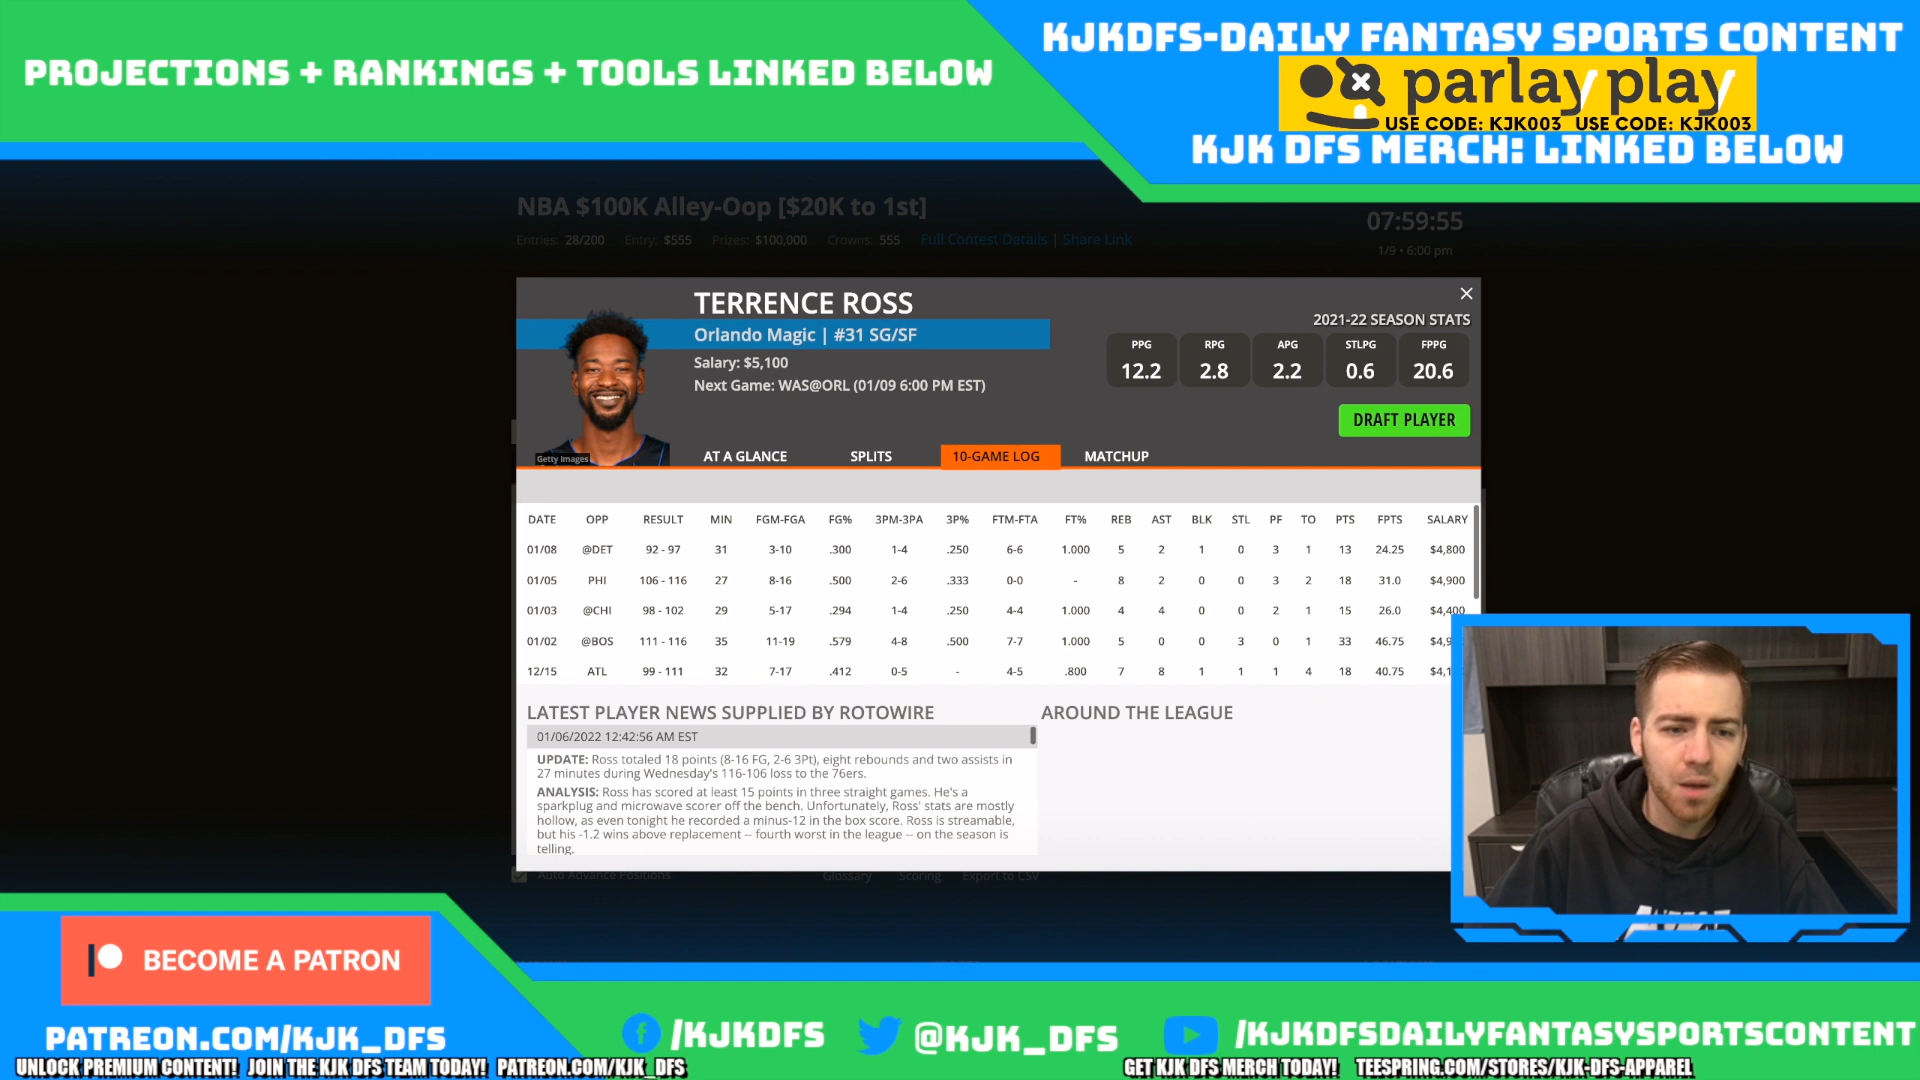 PROJECTIONS + RANKINGS + TOOLS LINKED BELOW
KJKDFS-DAILY FANTASY SPORTS CONTENT
parlay play
USE CODE: KJK003 USE CODE: KJK003
KJK DFS MERCH: LINKED BELOW
NBA $100K Alley-Oop [$20K to 1st]
07:59:55
Entries: 28/200 Entry: $555 Prizes: $100,000 Crowns: 555 Full Contest Details | Share Link
1/9 • 6:00 pm
TERRENCE ROSS
Orlando Magic | #31 SG/SF
Salary: $5,100
Next Game: WAS@ORL (01/09 6:00 PM EST)
2021-22 SEASON STATS
PPG RPG APG STLPG FPPG
12.2 2.8 2.2 0.6 20.6
DRAFT PLAYER
Getty Images
AT A GLANCE SPLITS 10-GAME LOG MATCHUP
DATE OPP RESULT MIN FGM-FGA FG% 3PM-3PA 3P% FTM-FTA FT% REB AST BLK STL PF TO PTS FPTS SALARY
01/08 @DET 92 - 97 31 3-10 .300 1-4 .250 6-6 1.000 5 2 1 0 3 1 13 24.25 $4,800
01/05 PHI 106 - 116 27 8-16 .500 2-6 .333 0-0 - 8 2 0 0 3 2 18 31.0 $4,900
01/03 @CHI 98 - 102 29 5-17 .294 1-4 .250 4-4 1.000 4 4 0 0 2 1 15 26.0 $4,400
01/02 @BOS 111 - 116 35 11-19 .579 4-8 .500 7-7 1.000 5 0 0 3 0 1 33 46.75 $4,9
12/15 ATL 99 - 111 32 7-17 .412 0-5 - 4-5 .800 7 8 1 1 1 4 18 40.75 $4,1
LATEST PLAYER NEWS SUPPLIED BY ROTOWIRE
AROUND THE LEAGUE
01/06/2022 12:42:56 AM EST
UPDATE: Ross totaled 18 points (8-16 FG, 2-6 3Pt), eight rebounds and two assists in
27 minutes during Wednesday's 116-106 loss to the 76ers.
ANALYSIS: Ross has scored at least 15 points in three straight games. He's a
sparkplug and microwave scorer off the bench. Unfortunately, Ross' stats are mostly
hollow, as even tonight he recorded a minus-12 in the box score. Ross is streamable,
but his -1.2 wins above replacement -- fourth worst in the league -- on the season is
telling.
Auto Advance Positions Glossary Scoring Export to CSV
BECOME A PATRON
PATREON.COM/KJK_DFS
/KJKDFS
@KJK_DFS
/KJKDFSDAILYFANTASYSPORTSCONTENT
UNLOCK PREMIUM CONTENT! JOIN THE KJK DFS TEAM TODAY! PATREON.COM/KJK_DFS
GET KJK DFS MERCH TODAY! TEESPRING.COM/STORES/KJK-DFS-APPAREL